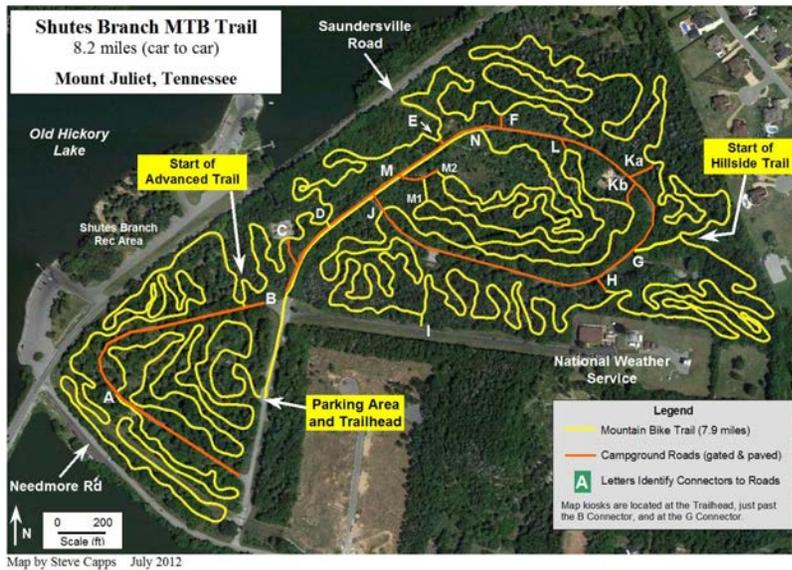 Shutes Branch MTB Trail
8.2 miles (car to car)
Mount Juliet, Tennessee
Saundersville
Road
Old Hickory
Lake
Start of
Advanced Trail
Shutes Branch
Rec Area
E
F
N
L
M
M2
M1
Ka
Kb
Start of
Hillside Trail
D
J
C
G
H
B
I
A
National Weather
Service
Parking Area
and Trailhead
Needmore Rd
N
0 200
Scale (ft)
Legend
Mountain Bike Trail (7.9 miles)
Campground Roads (gated & paved)
A Letters Identify Connectors to Roads
Map kiosks are located at the Trailhead, just past
the B Connector, and at the G Connector.
Map by Steve Capps July 2012